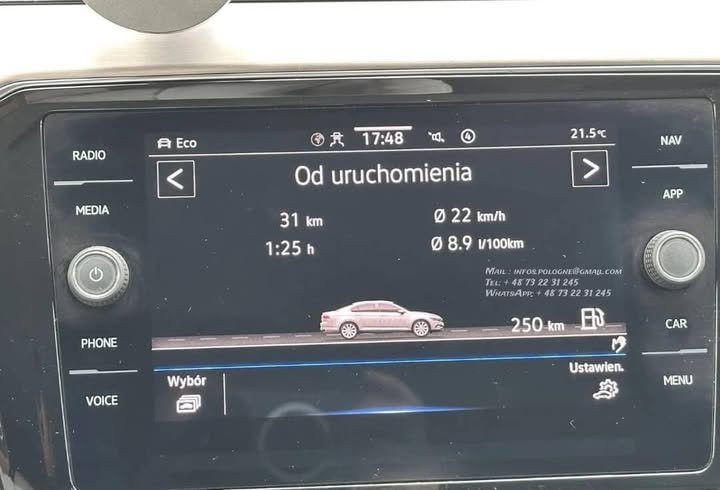 RADIO
MEDIA
PHONE
VOICE
Eco
17:48
4
21.5°C
< Od uruchomienia >
31 km
Ø 22 km/h
1:25 h
Ø 8.9 l/100km
Mail : infos.pologne@gmail.com
Tel: + 48 73 22 31 245
WhatsApp; + 48 73 22 31 245
250 km
Wybór
Ustawien.
NAV
APP
CAR
MENU